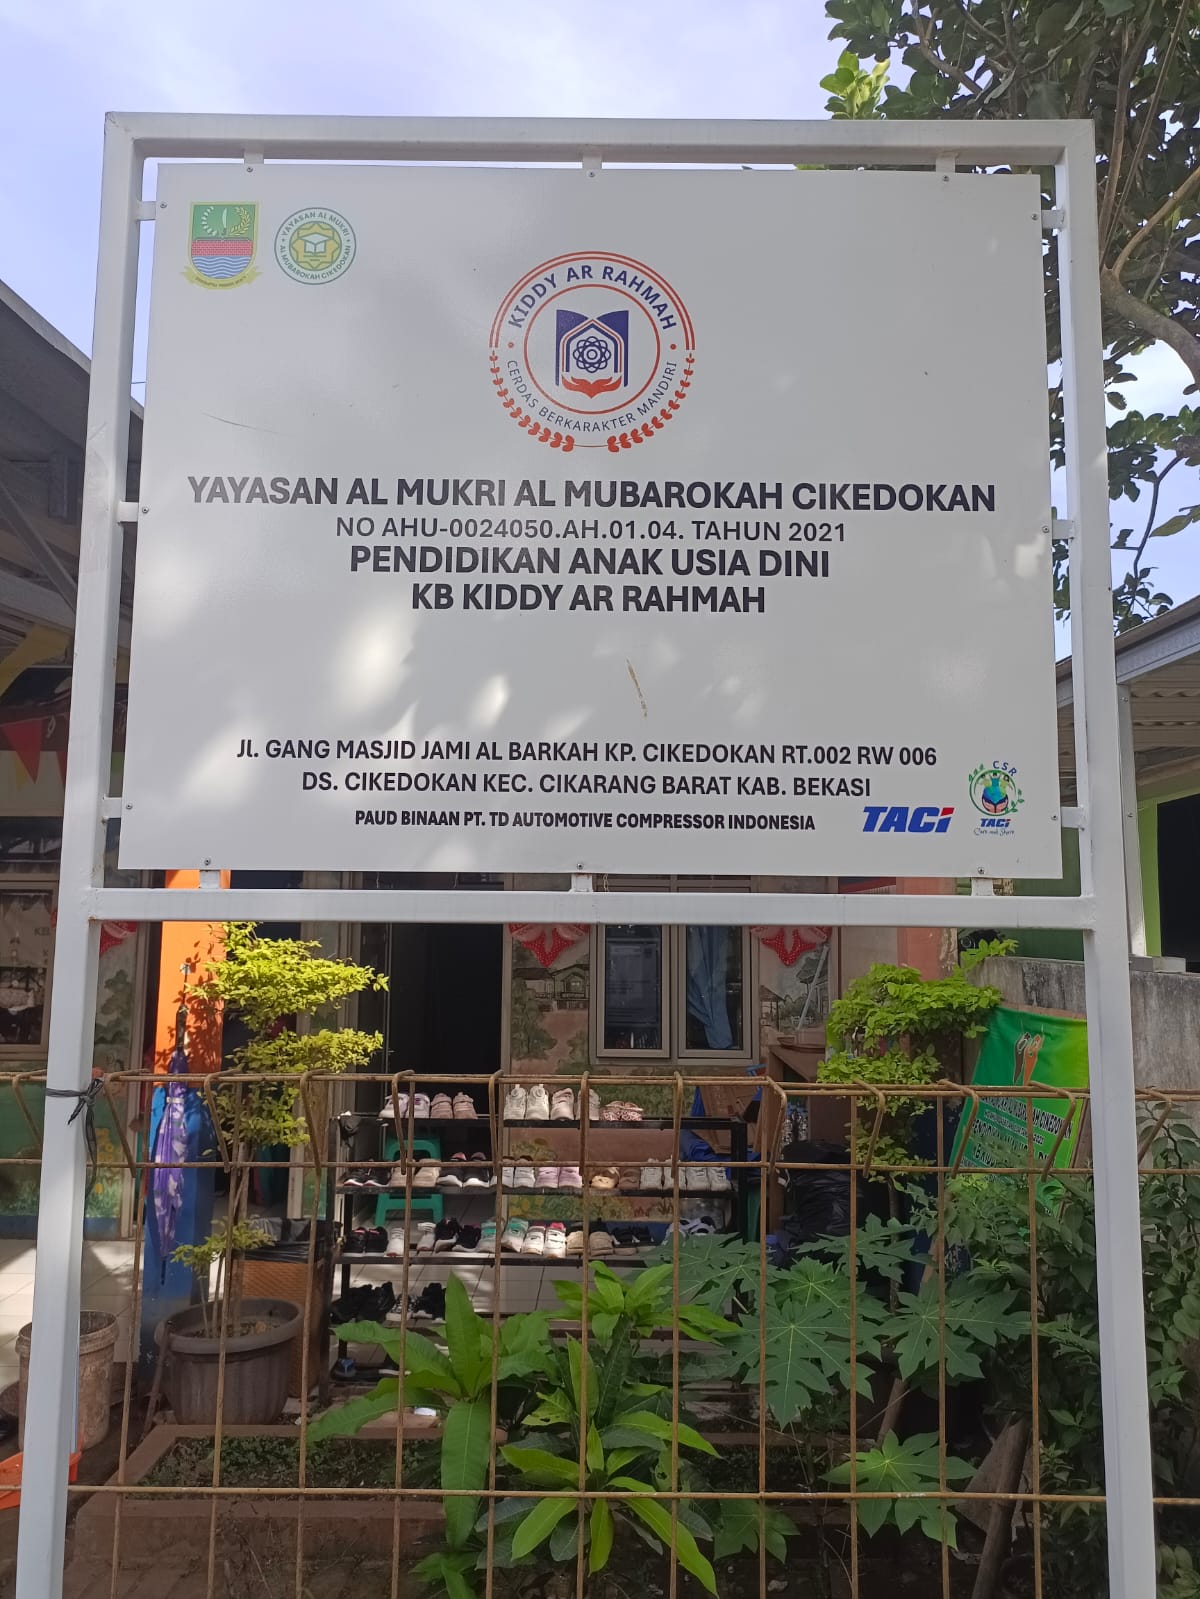 YAYASAN AL MUKRI
AL MUBAROKAH CIKEDOKAN
KIDDY AR RAHMAH
CERDAS BERKARAKTER MANDIRI
YAYASAN AL MUKRI AL MUBAROKAH CIKEDOKAN
NO AHU-0024050.AH.01.04. TAHUN 2021
PENDIDIKAN ANAK USIA DINI
KB KIDDY AR RAHMAH
Jl. GANG MASJID JAMI AL BARKAH KP. CIKEDOKAN RT.002 RW 006
DS. CIKEDOKAN KEC. CIKARANG BARAT KAB. BEKASI
PAUD BINAAN PT. TD AUTOMOTIVE COMPRESSOR INDONESIA
TACi
CSR
TACi
Care and Share